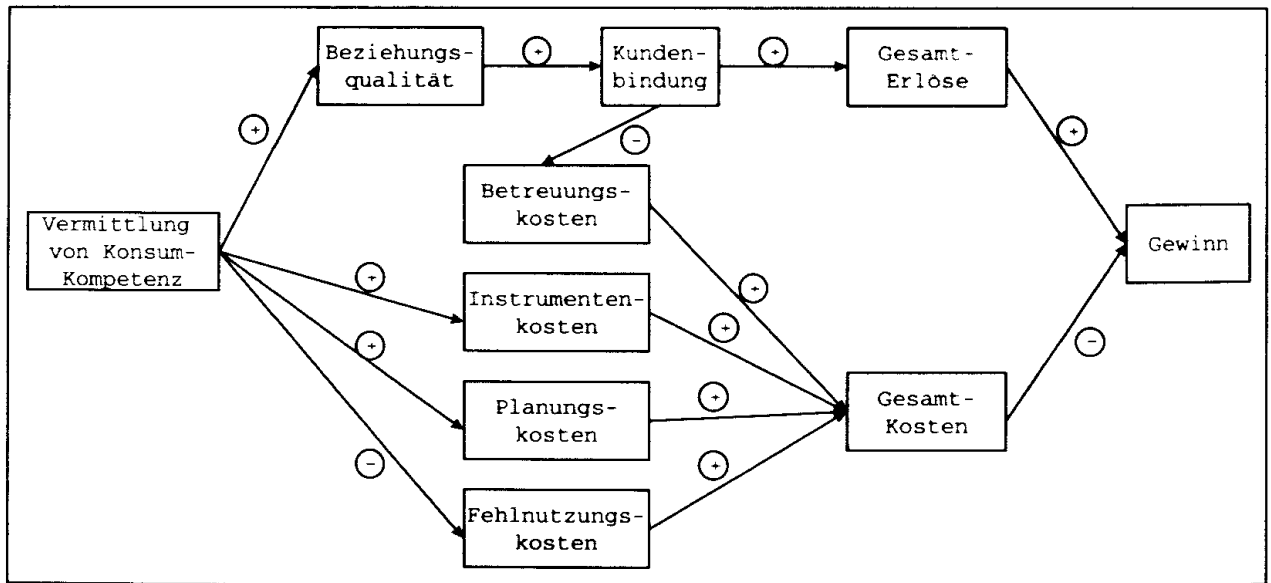 Beziehungs-
qualität
+
Kunden-
bindung
+
Gesamt-
Erlöse
+
+
-
Betreuungs-
kosten
Vermittlung
von Konsum-
Kompetenz
Gewinn
+
Instrumenten-
kosten
+
+
+
Planungs-
kosten
+
Gesamt-
Kosten
-
-
Fehlnutzungs-
kosten
+